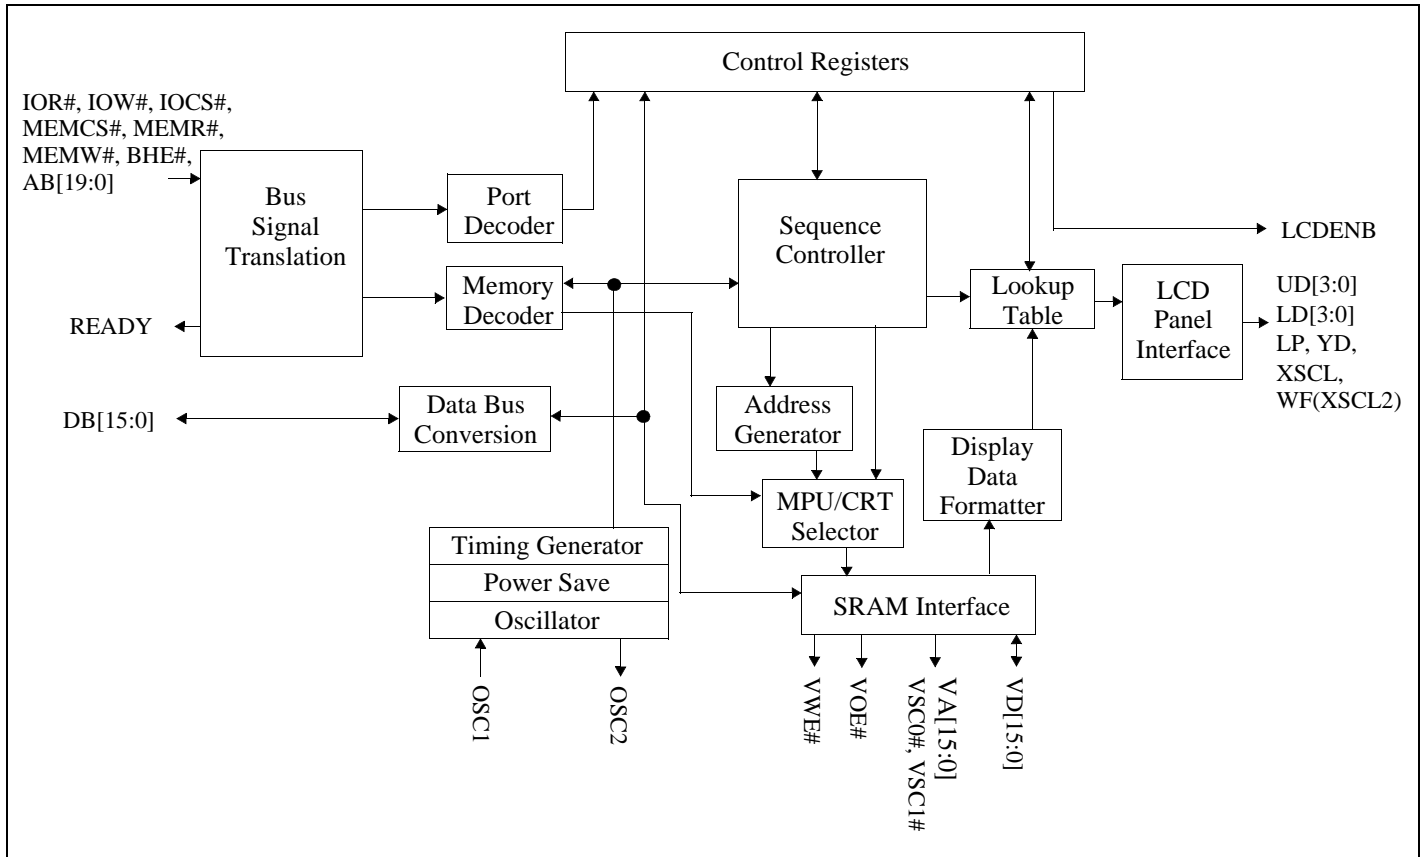 Control Registers
IOR#, IOW#, IOCS#,
MEMCS#, MEMR#,
MEMW#, BHE#,
AB[19:0]
Bus
Signal
Translation
Port
Decoder
Sequence
Controller
LCDENB
Memory
Decoder
Lookup
Table
LCD
Panel
Interface
UD[3:0]
LD[3:0]
LP, YD,
XSCL,
WF(XSCL2)
READY
DB[15:0]
Data Bus
Conversion
Address
Generator
Display
Data
Formatter
MPU/CRT
Selector
Timing Generator
Power Save
Oscillator
SRAM Interface
OSC1
OSC2
VWE#
VOE#
VA[15:0]
VSC0#, VSC1#
VD[15:0]